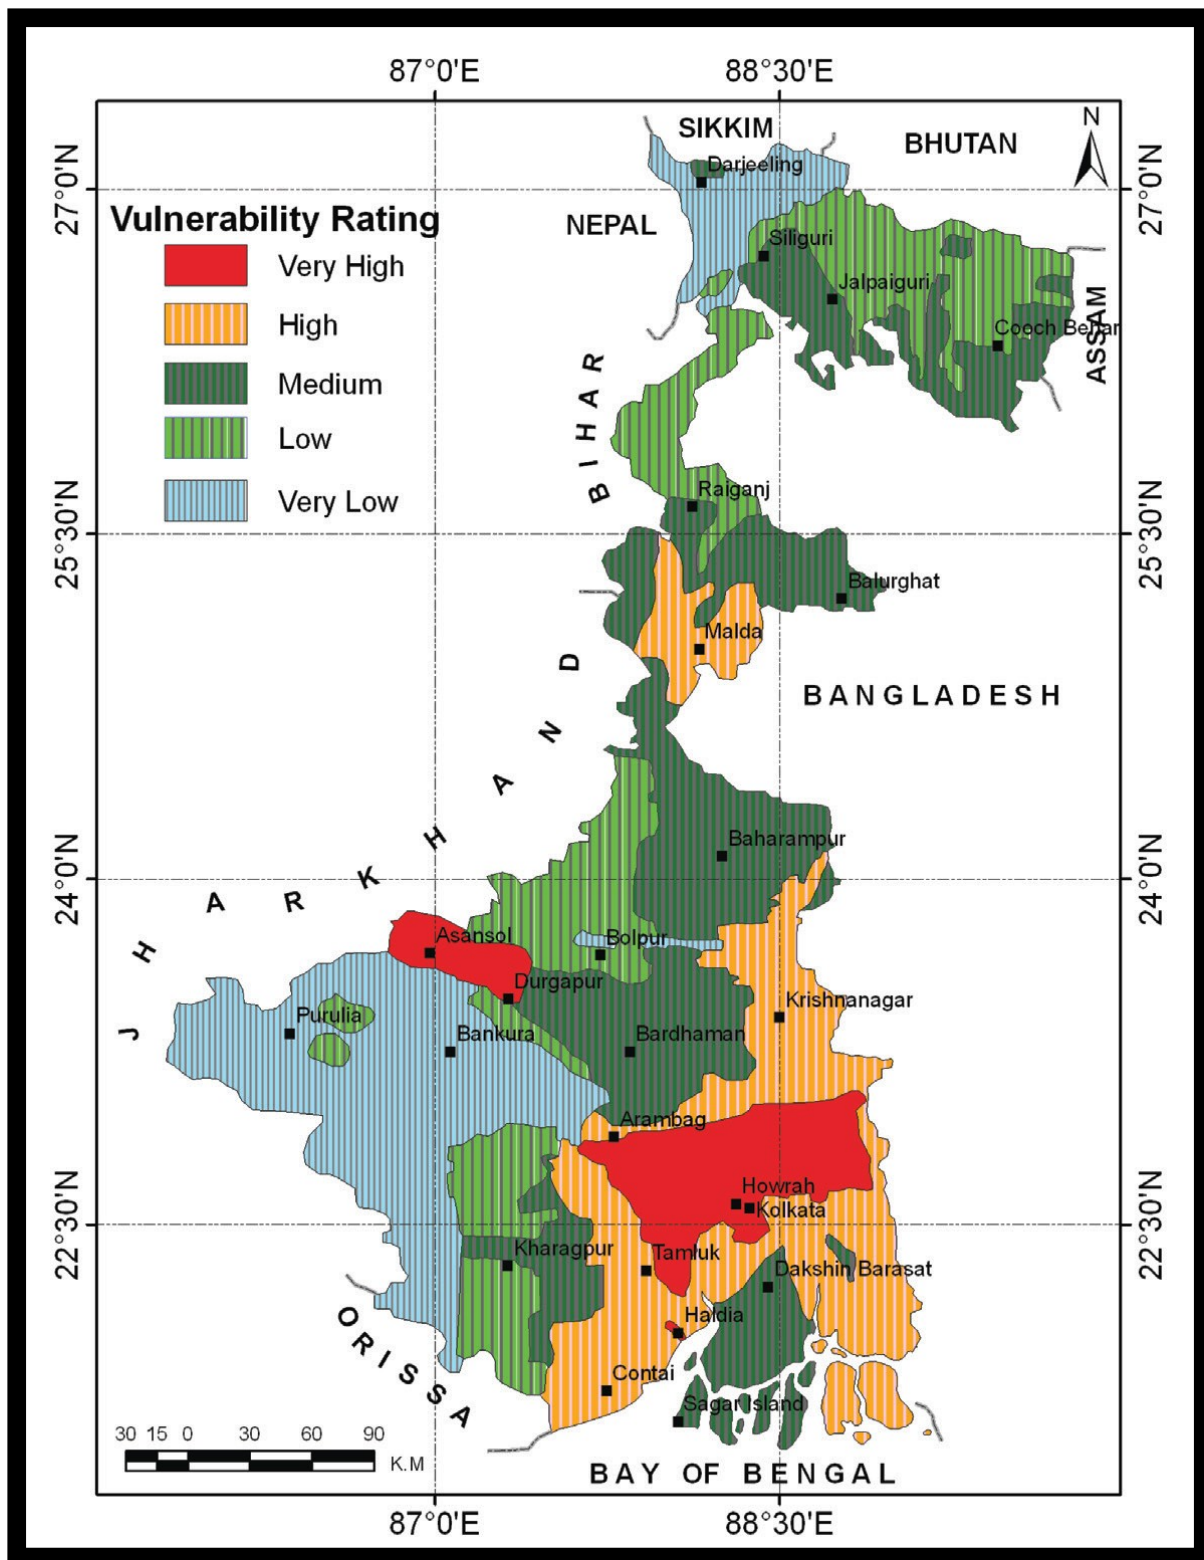 87°0'E 88°30'E
SIKKIM
BHUTAN
N
Darjeeling
27°0'N
27°0'N
Vulnerability Rating
NEPAL
Siliguri
Very High
Jalpaiguri
High
Cooch Behar
ASSAM
Medium
BIHAR
Low
Raiganj
Very Low
25°30'N
25°30'N
Balurghat
Malda
BANGLADESH
JHARKHAND
Baharampur
24°0'N
24°0'N
Asansol
Bolpur
Durgapur
Krishnanagar
Purulia
Bankura
Bardhaman
Arambag
Howrah
Kolkata
22°30'N
22°30'N
Kharagpur
Tamluk
Dakshin Barasat
Haldia
ORISSA
Contai
Sagar Island
30 15 0 30 60 90
K.M
BAY OF BENGAL
87°0'E 88°30'E